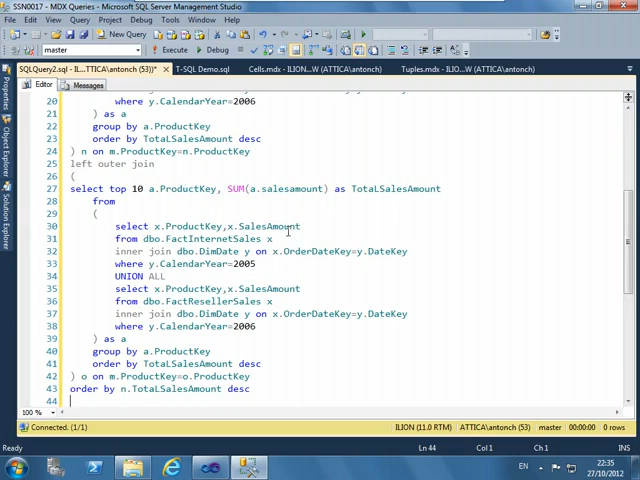 SSN0017 - MDX Queries - Microsoft SQL Server Management Studio
File Edit View Query Project Debug Tools Window Help
New Query
master
Execute Debug
SQLQuery2.sql - IL...TTICA\antonch (53))* T-SQL Demo.sql Cells.mdx - ILION...W (ATTICA\antonch) Tuples.mdx - ILIO...W (ATTICA\antonch)
Editor Messages
Properties
Object Explorer
Solution Explorer
20 where y.CalendarYear=2006
21 ) as a
22 group by a.ProductKey
23 order by TotaLSalesAmount desc
24 ) n on m.ProductKey=n.ProductKey
25 left outer join
26 (
27 select top 10 a.ProductKey, SUM(a.salesamount) as TotaLSalesAmount
28 from
29 (
30 select x.ProductKey,x.SalesAmount
31 from dbo.FactInternetSales x
32 inner join dbo.DimDate y on x.OrderDateKey=y.DateKey
33 where y.CalendarYear=2005
34 UNION ALL
35 select x.ProductKey,x.SalesAmount
36 from dbo.FactResellerSales x
37 inner join dbo.DimDate y on x.OrderDateKey=y.DateKey
38 where y.CalendarYear=2006
39 ) as a
40 group by a.ProductKey
41 order by TotaLSalesAmount desc
42 ) o on m.ProductKey=o.ProductKey
43 order by n.TotaLSalesAmount desc
44
100 %
Connected. (1/1) ILION (11.0 RTM) ATTICA\antonch (53) master 00:00:00 0 rows
Ready Ln 44 Col 1 Ch 1 INS
EN 22:35
27/10/2012